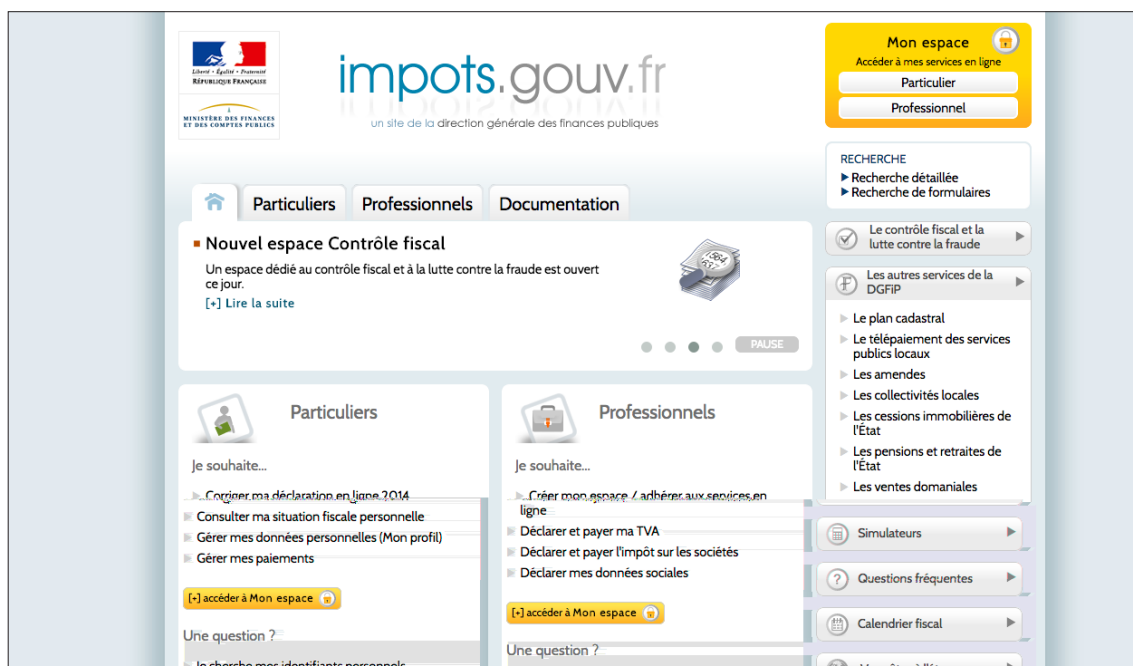 Liberté • Égalité • Fraternité
RÉPUBLIQUE FRANÇAISE
MINISTÈRE DES FINANCES
ET DES COMPTES PUBLICS
impots.gouv.fr
un site de la direction générale des finances publiques
Mon espace
Accéder à mes services en ligne
Particulier
Professionnel
RECHERCHE
Recherche détaillée
Recherche de formulaires
Particuliers
Professionnels
Documentation
Nouvel espace Contrôle fiscal
Un espace dédié au contrôle fiscal et à la lutte contre la fraude est ouvert
ce jour.
[+] Lire la suite
1564
637
PAUSE
Le contrôle fiscal et la
lutte contre la fraude
Les autres services de la
DGFiP
Le plan cadastral
Le télépaiement des services
publics locaux
Les amendes
Les collectivités locales
Les cessions immobilières de
l'État
Les pensions et retraites de
l'État
Les ventes domaniales
Simulateurs
Questions fréquentes
Calendrier fiscal
Particuliers
Je souhaite...
Corriger ma déclaration en ligne 2014
Consulter ma situation fiscale personnelle
Gérer mes données personnelles (Mon profil)
Gérer mes paiements
[+] accéder à Mon espace
Une question ?
Je cherche mes identifiants personnels
Professionnels
Je souhaite...
Créer mon espace / adhérer aux services en
ligne
Déclarer et payer ma TVA
Déclarer et payer l'impôt sur les sociétés
Déclarer mes données sociales
[+] accéder à Mon espace
Une question ?